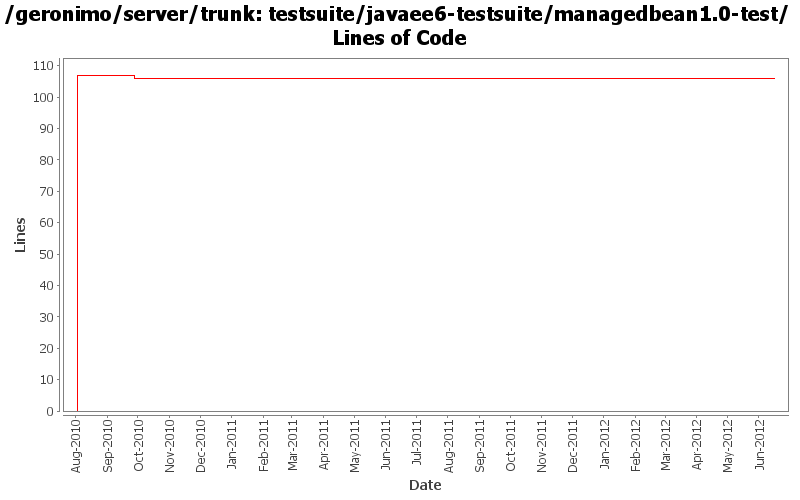 /geronimo/server/trunk: testsuite/javaee6-testsuite/managedbean1.0-test/
Lines of Code
110
100
90
80
70
60
50
40
30
20
10
0
Lines
Aug-2010
Sep-2010
Oct-2010
Nov-2010
Dec-2010
Jan-2011
Feb-2011
Mar-2011
Apr-2011
May-2011
Jun-2011
Jul-2011
Aug-2011
Sep-2011
Oct-2011
Nov-2011
Dec-2011
Jan-2012
Feb-2012
Mar-2012
Apr-2012
May-2012
Jun-2012
Date